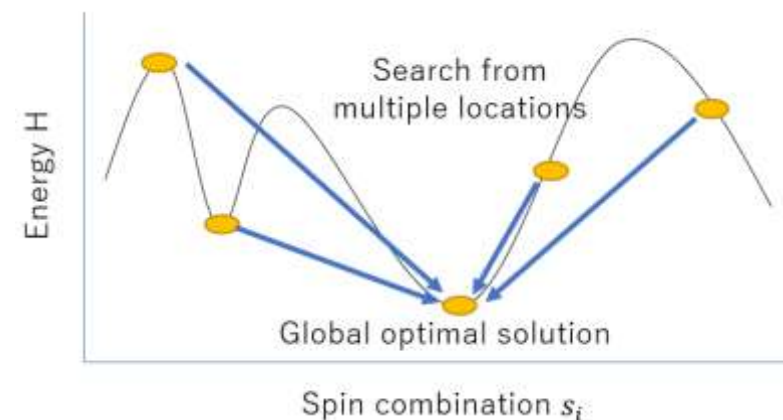 Search from
multiple locations
Energy H
Global optimal solution
Spin combination sᵢ